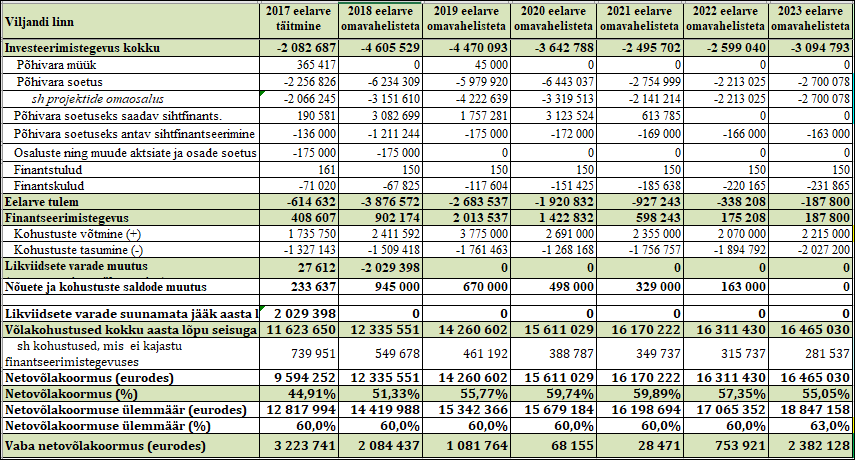 Viljandi linn 2017 eelarve täitmine 2018 eelarve omavahelisteta 2019 eelarve omavahelisteta 2020 eelarve omavahelisteta 2021 eelarve omavahelisteta 2022 eelarve omavahelisteta 2023 eelarve omavahelisteta
Investeerimistegevus kokku -2 082 687 -4 605 529 -4 470 093 -3 642 788 -2 495 702 -2 599 040 -3 094 793
Põhivara müük 365 417 0 45 000 0 0 0 0
Põhivara soetus -2 256 826 -6 234 309 -5 979 920 -6 443 037 -2 754 999 -2 213 025 -2 700 078
sh projektide omaosalus -2 066 245 -3 151 610 -4 222 639 -3 319 513 -2 141 214 -2 213 025 -2 700 078
Põhivara soetuseks saadav sihtfinants. 190 581 3 082 699 1 757 281 3 123 524 613 785 0 0
Põhivara soetuseks antav sihtfinantseerimine -136 000 -1 211 244 -175 000 -172 000 -169 000 -166 000 -163 000
Osaluste ning muude aktsiate ja osade soetus -175 000 -175 000 0 0 0 0 0
Finantstulud 161 150 150 150 150 150 150
Finantskulud -71 020 -67 825 -117 604 -151 425 -185 638 -220 165 -231 865
Eelarve tulem -614 632 -3 876 572 -2 683 537 -1 920 832 -927 243 -338 208 -187 800
Finantseerimistegevus 408 607 902 174 2 013 537 1 422 832 598 243 175 208 187 800
Kohustuste võtmine (+) 1 735 750 2 411 592 3 775 000 2 691 000 2 355 000 2 070 000 2 215 000
Kohustuste tasumine (-) -1 327 143 -1 509 418 -1 761 463 -1 268 168 -1 756 757 -1 894 792 -2 027 200
Likviidsete varade muutus 27 612 -2 029 398 0 0 0 0 0
Nõuete ja kohustuste saldode muutus 233 637 945 000 670 000 498 000 329 000 163 000 0
Likviidsete varade suunamata jääk aasta l 2 029 398 0 0 0 0 0 0
Võlakohustused kokku aasta lõpu seisuga 11 623 650 12 335 551 14 260 602 15 611 029 16 170 222 16 311 430 16 465 030
sh kohustused, mis ei kajastu
finantseerimistegevuses 739 951 549 678 461 192 388 787 349 737 315 737 281 537
Netovõlakoormus (eurodes) 9 594 252 12 335 551 14 260 602 15 611 029 16 170 222 16 311 430 16 465 030
Netovõlakoormus (%) 44,91% 51,33% 55,77% 59,74% 59,89% 57,35% 55,05%
Netovõlakoormuse ülemmäär (eurodes) 12 817 994 14 419 988 15 342 366 15 679 184 16 198 694 17 065 352 18 847 158
Netovõlakoormuse ülemmäär (%) 60,0% 60,0% 60,0% 60,0% 60,0% 60,0% 63,0%
Vaba netovõlakoormus (eurodes) 3 223 741 2 084 437 1 081 764 68 155 28 471 753 921 2 382 128